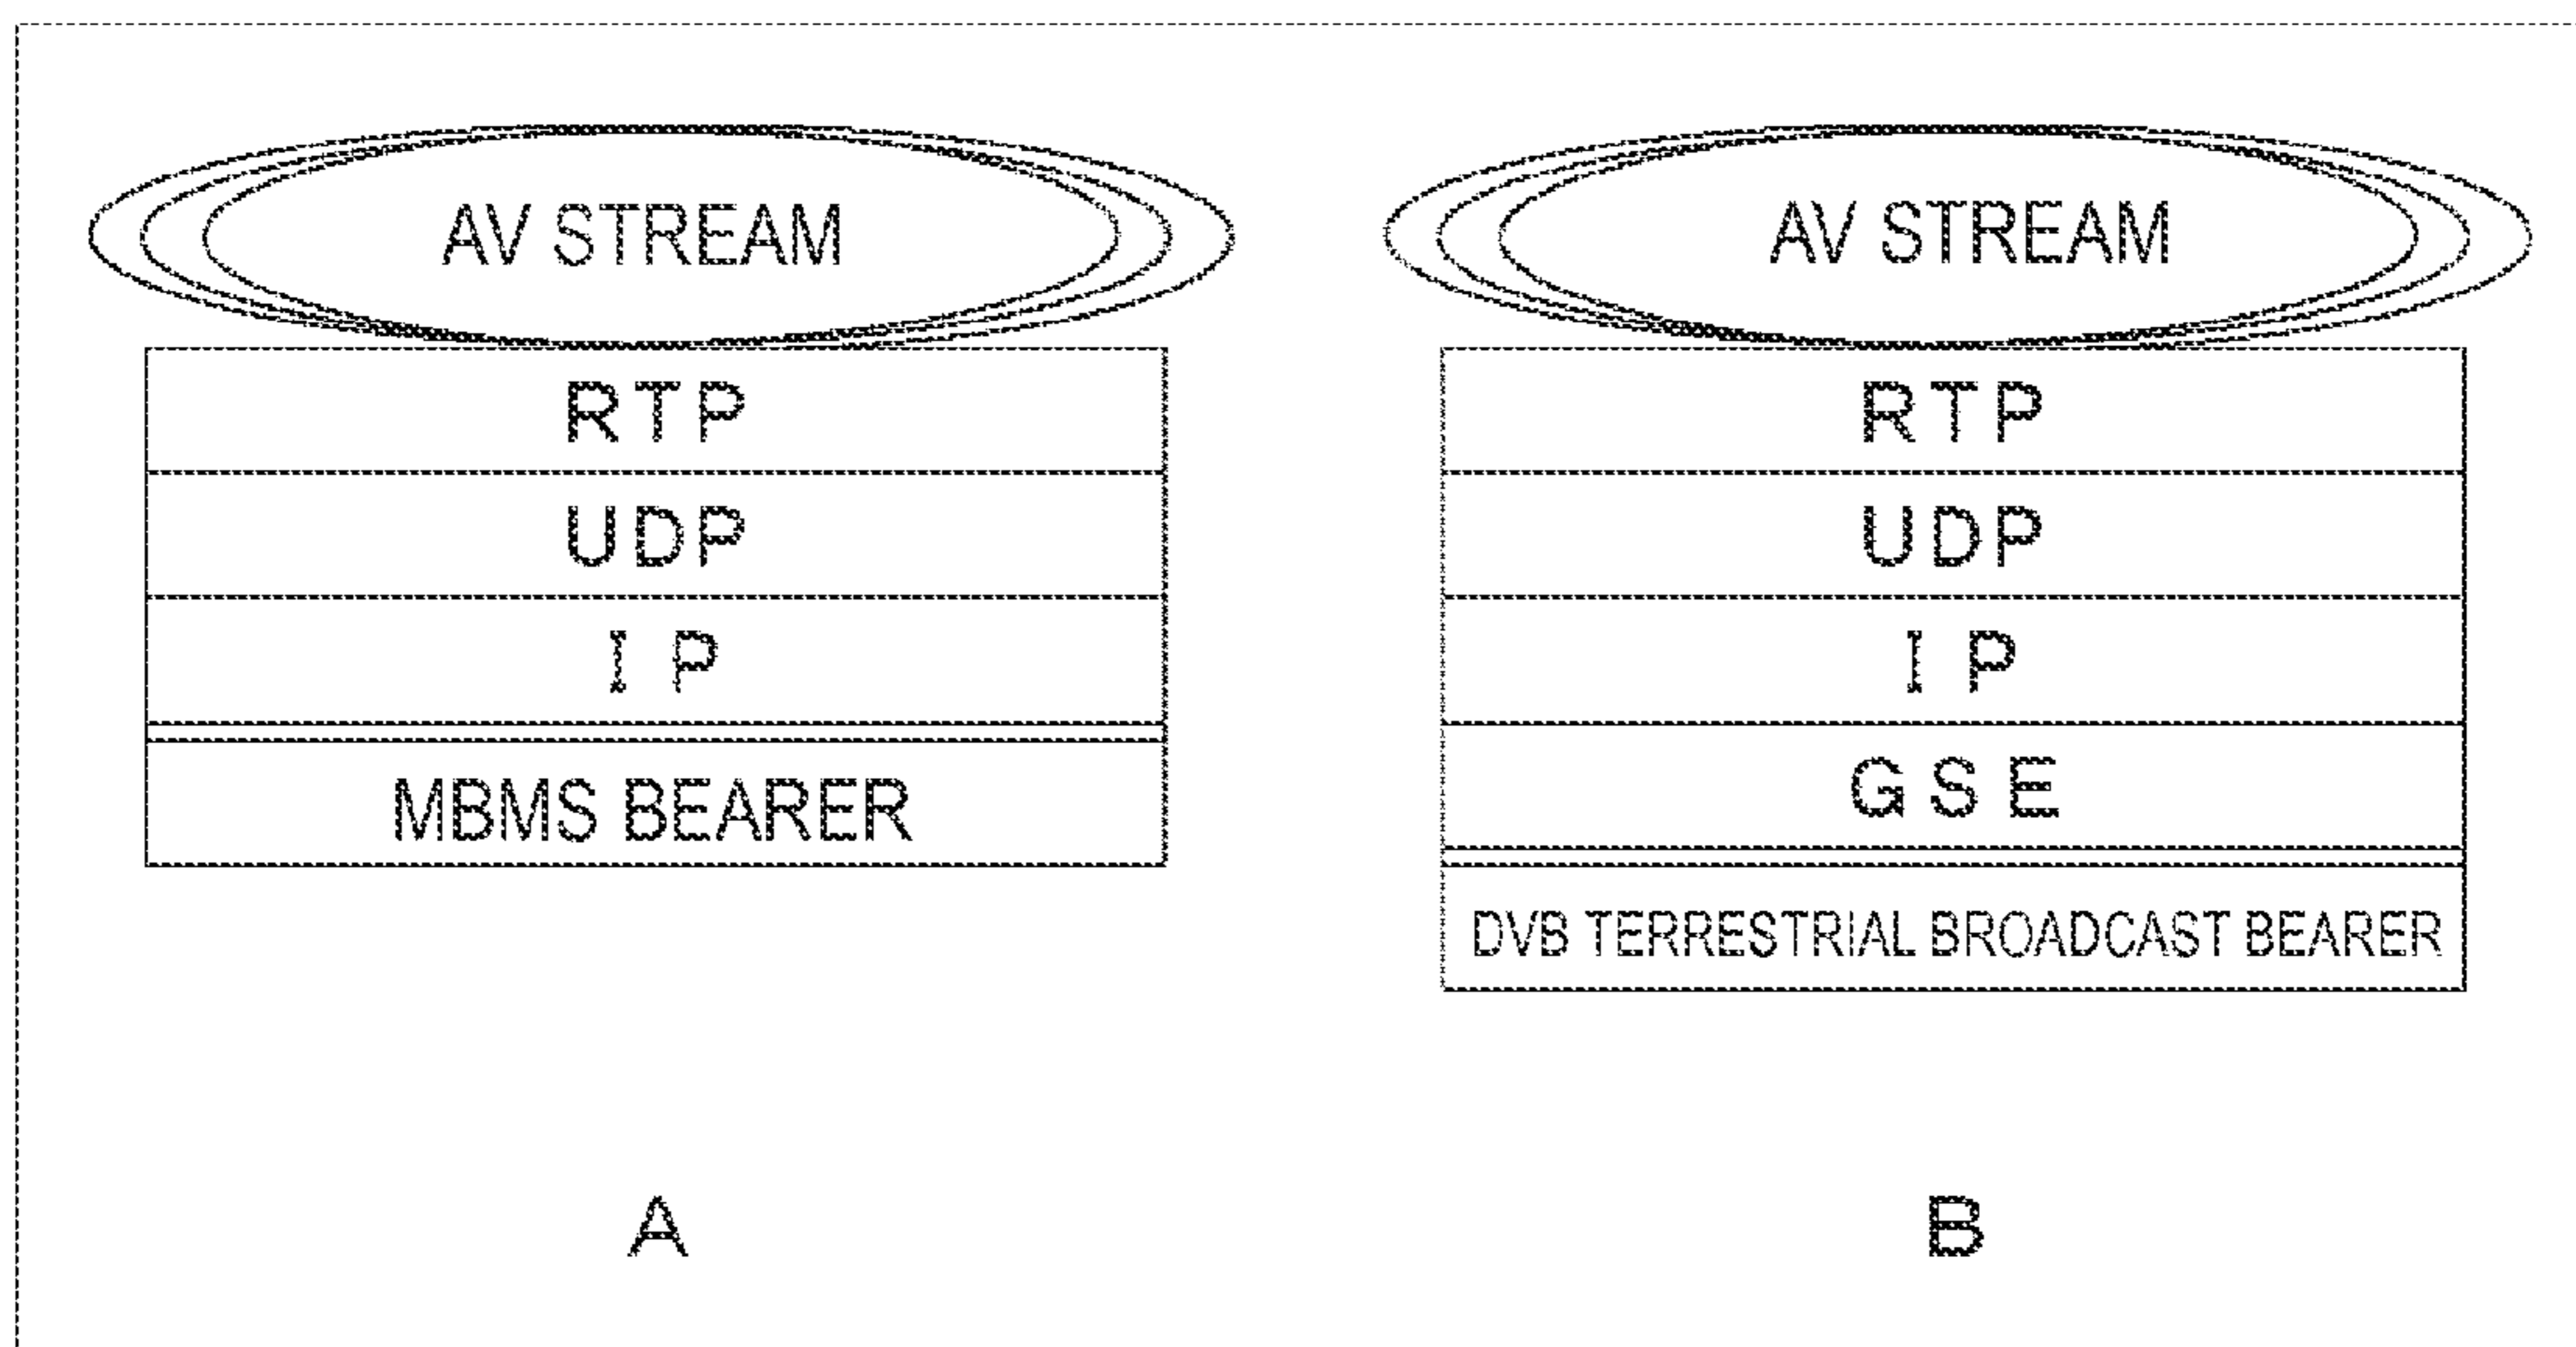 AV STREAM
RTP
UDP
IP
MBMS BEARER
A
AV STREAM
RTP
UDP
IP
GSE
DVB TERRESTRIAL BROADCAST BEARER
B